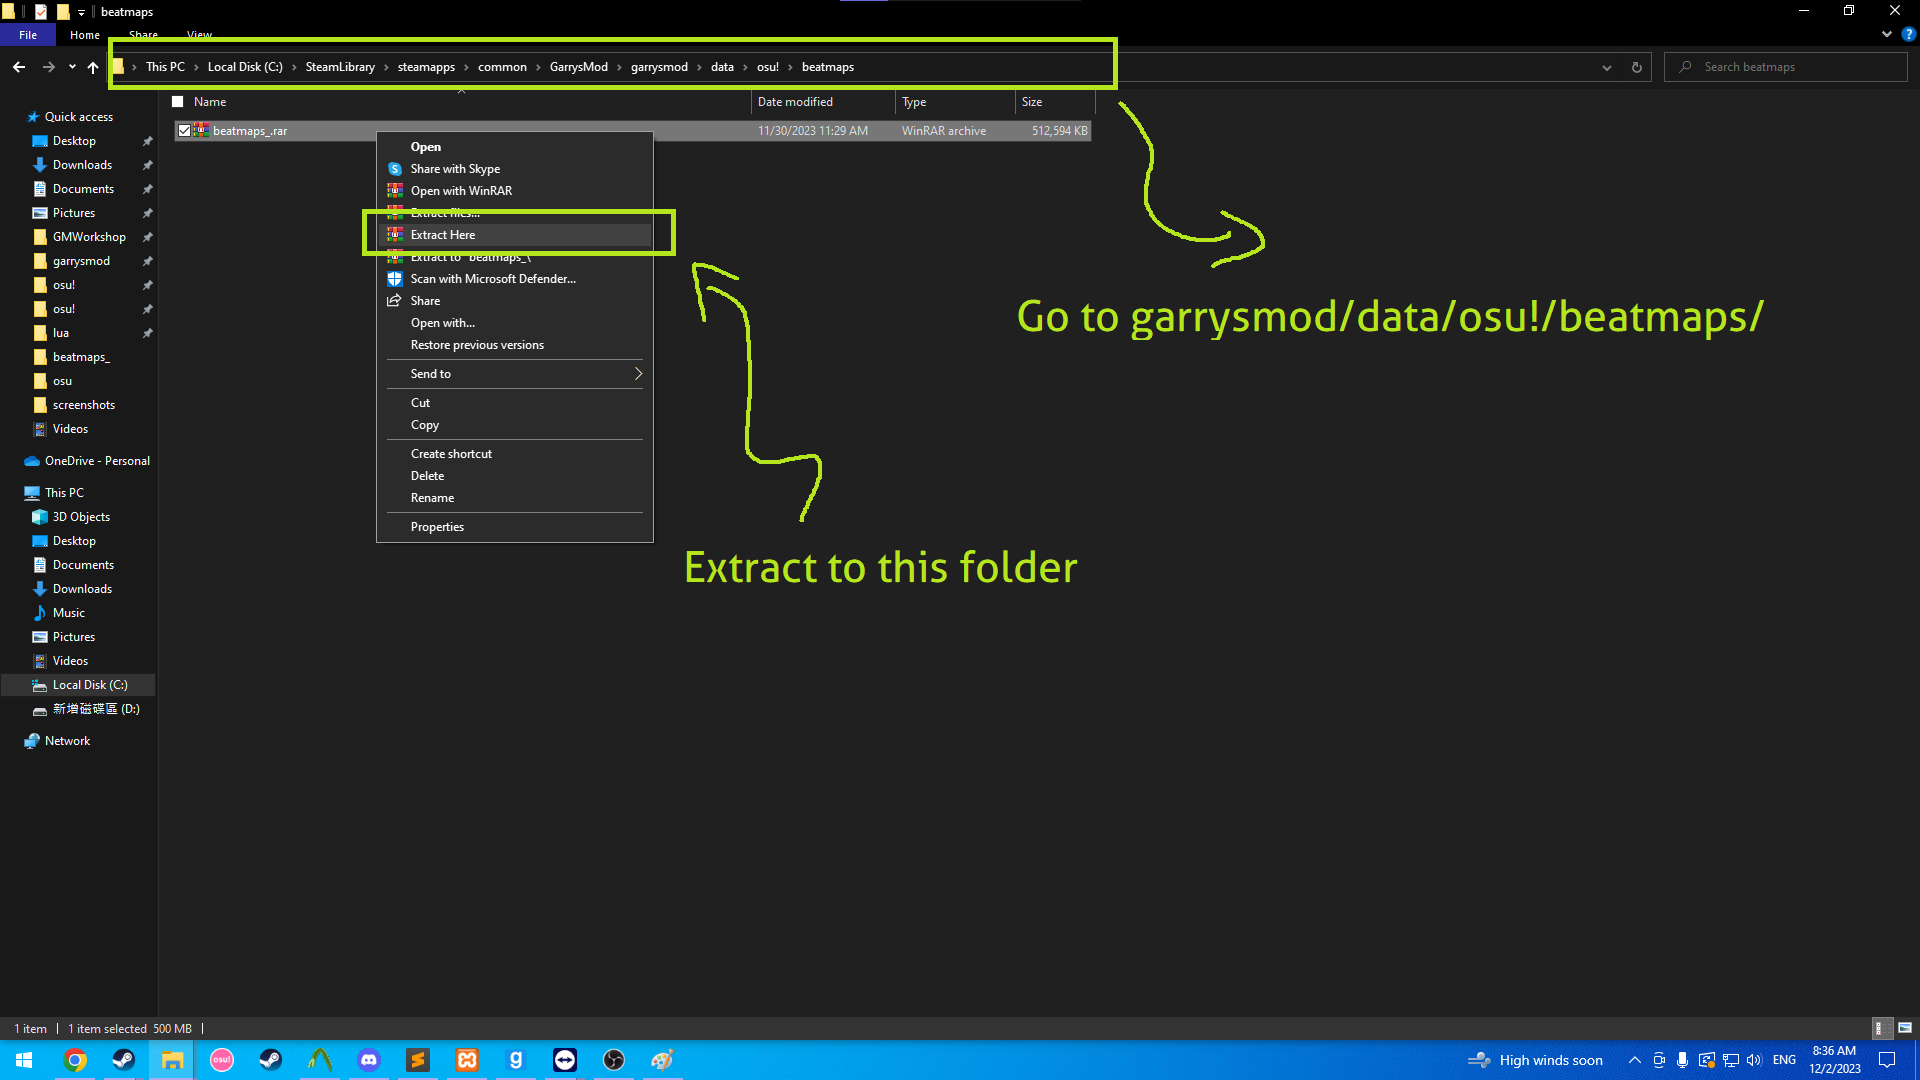 beatmaps
File Home Share View
This PC › Local Disk (C:) › SteamLibrary › steamapps › common › GarrysMod › garrysmod › data › osu! › beatmaps
Search beatmaps
Name Date modified Type Size
beatmaps_.rar 11/30/2023 11:29 AM WinRAR archive 512,594 KB
Quick access
Desktop
Downloads
Documents
Pictures
GMWorkshop
garrysmod
osu!
osu!
lua
beatmaps_
osu
screenshots
Videos
OneDrive - Personal
This PC
3D Objects
Desktop
Documents
Downloads
Music
Pictures
Videos
Local Disk (C:)
新增磁碟區 (D:)
Network
Open
Share with Skype
Open with WinRAR
Extract files...
Extract Here
Extract to "beatmaps_\"
Scan with Microsoft Defender...
Share
Open with...
Restore previous versions
Send to
Cut
Copy
Create shortcut
Delete
Rename
Properties
Go to garrysmod/data/osu!/beatmaps/
Extract to this folder
1 item 1 item selected 500 MB
osu!
High winds soon
ENG
8:36 AM
12/2/2023